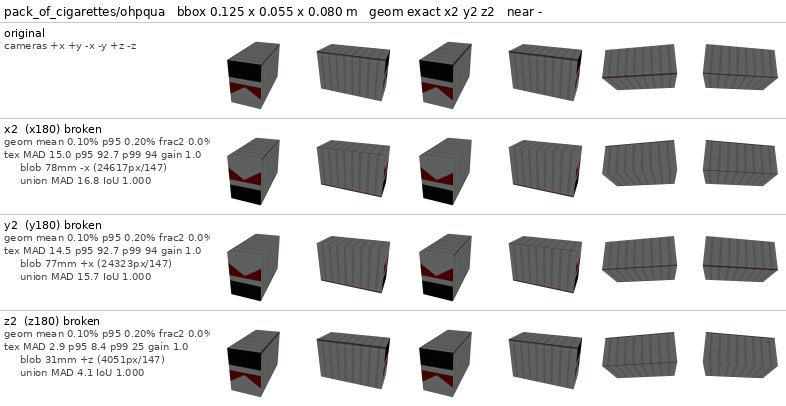 pack_of_cigarettes/ohpqua bbox 0.125 x 0.055 x 0.080 m geom exact x2 y2 z2 near -
original
cameras +x +y -x -y +z -z
x2 (x180) broken
geom mean 0.10% p95 0.20% frac2 0.0%
tex MAD 15.0 p95 92.7 p99 94 gain 1.0
blob 78mm -x (24617px/147)
union MAD 16.8 IoU 1.000
y2 (y180) broken
geom mean 0.10% p95 0.20% frac2 0.0%
tex MAD 14.5 p95 92.7 p99 94 gain 1.0
blob 77mm +x (24323px/147)
union MAD 15.7 IoU 1.000
z2 (z180) broken
geom mean 0.10% p95 0.20% frac2 0.0%
tex MAD 2.9 p95 8.4 p99 25 gain 1.0
blob 31mm +z (4051px/147)
union MAD 4.1 IoU 1.000